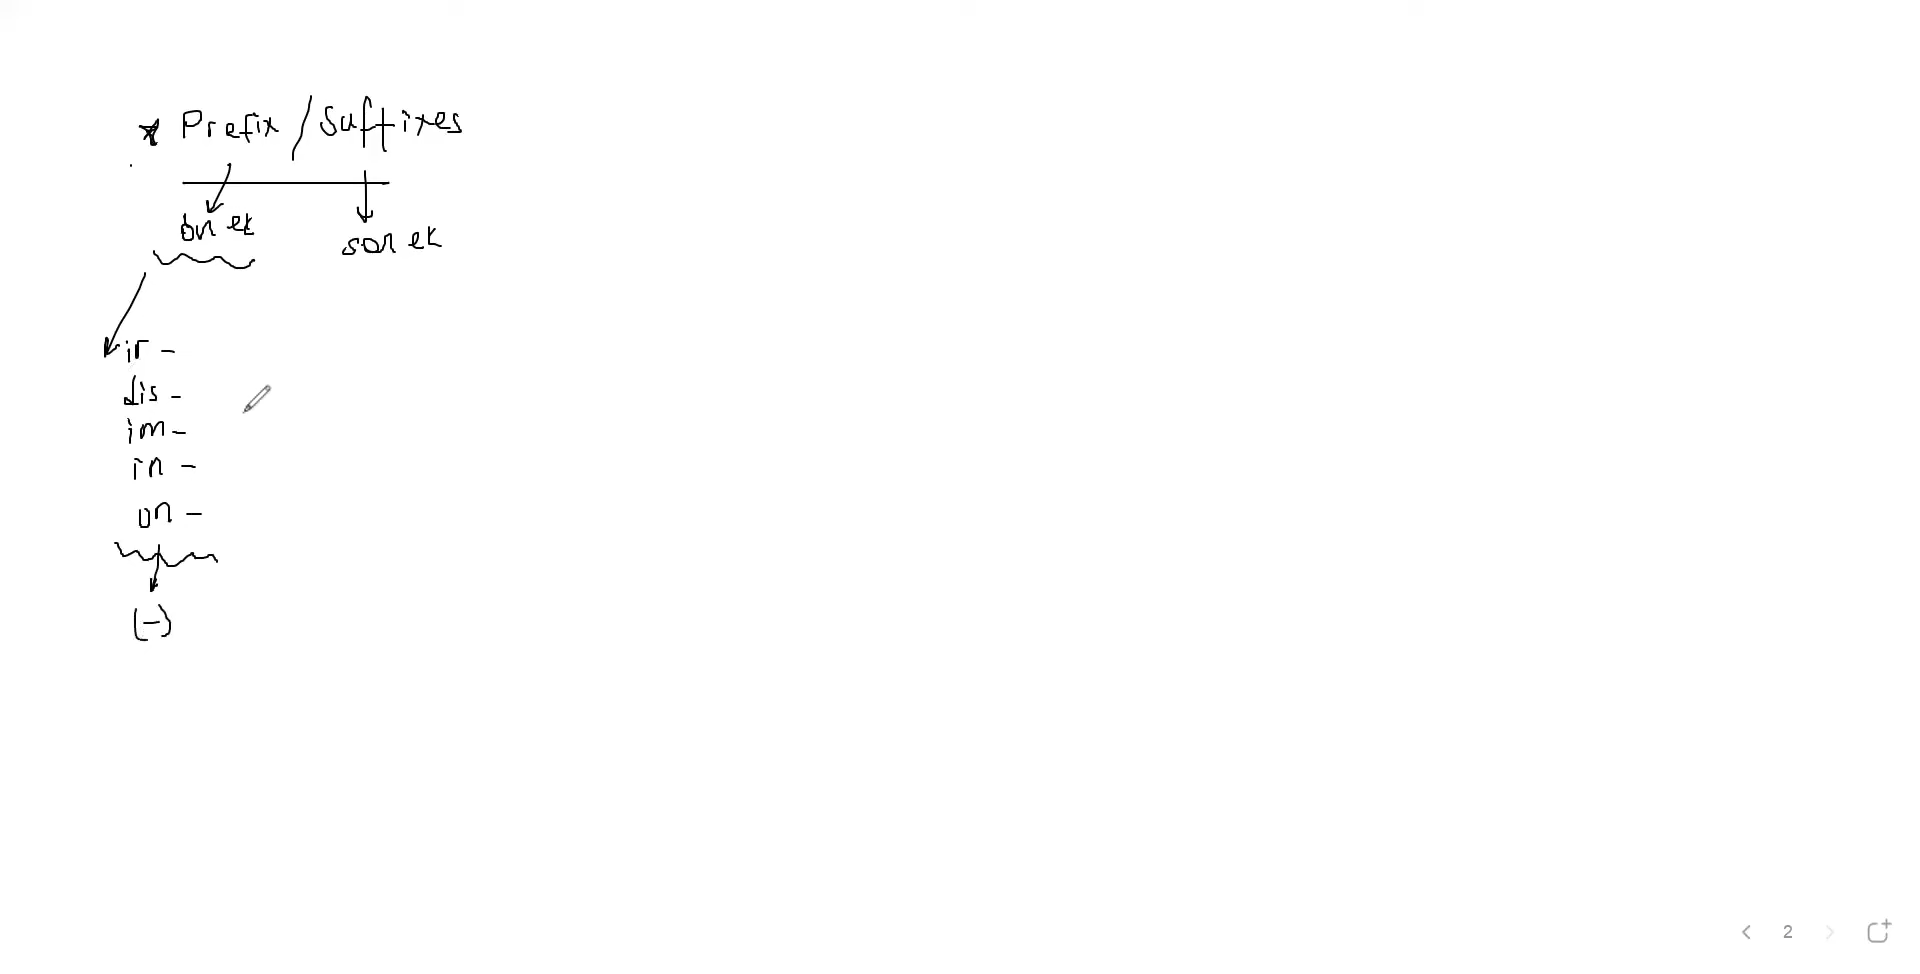 * Prefix / Suffixes
ön ek
son ek
ir -
dis -
im -
in -
un -
(-)
2